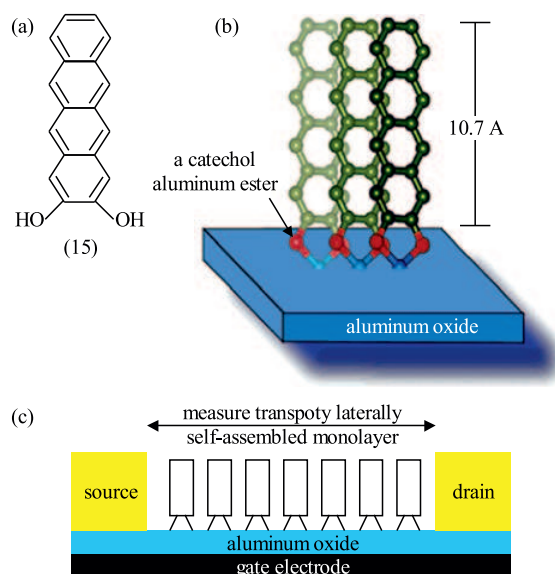 (a)
HO
OH
(15)
(b)
a catechol
aluminum ester
10.7 A
aluminum oxide
(c)
measure transpoty laterally
self-assembled monolayer
source
drain
aluminum oxide
gate electrode